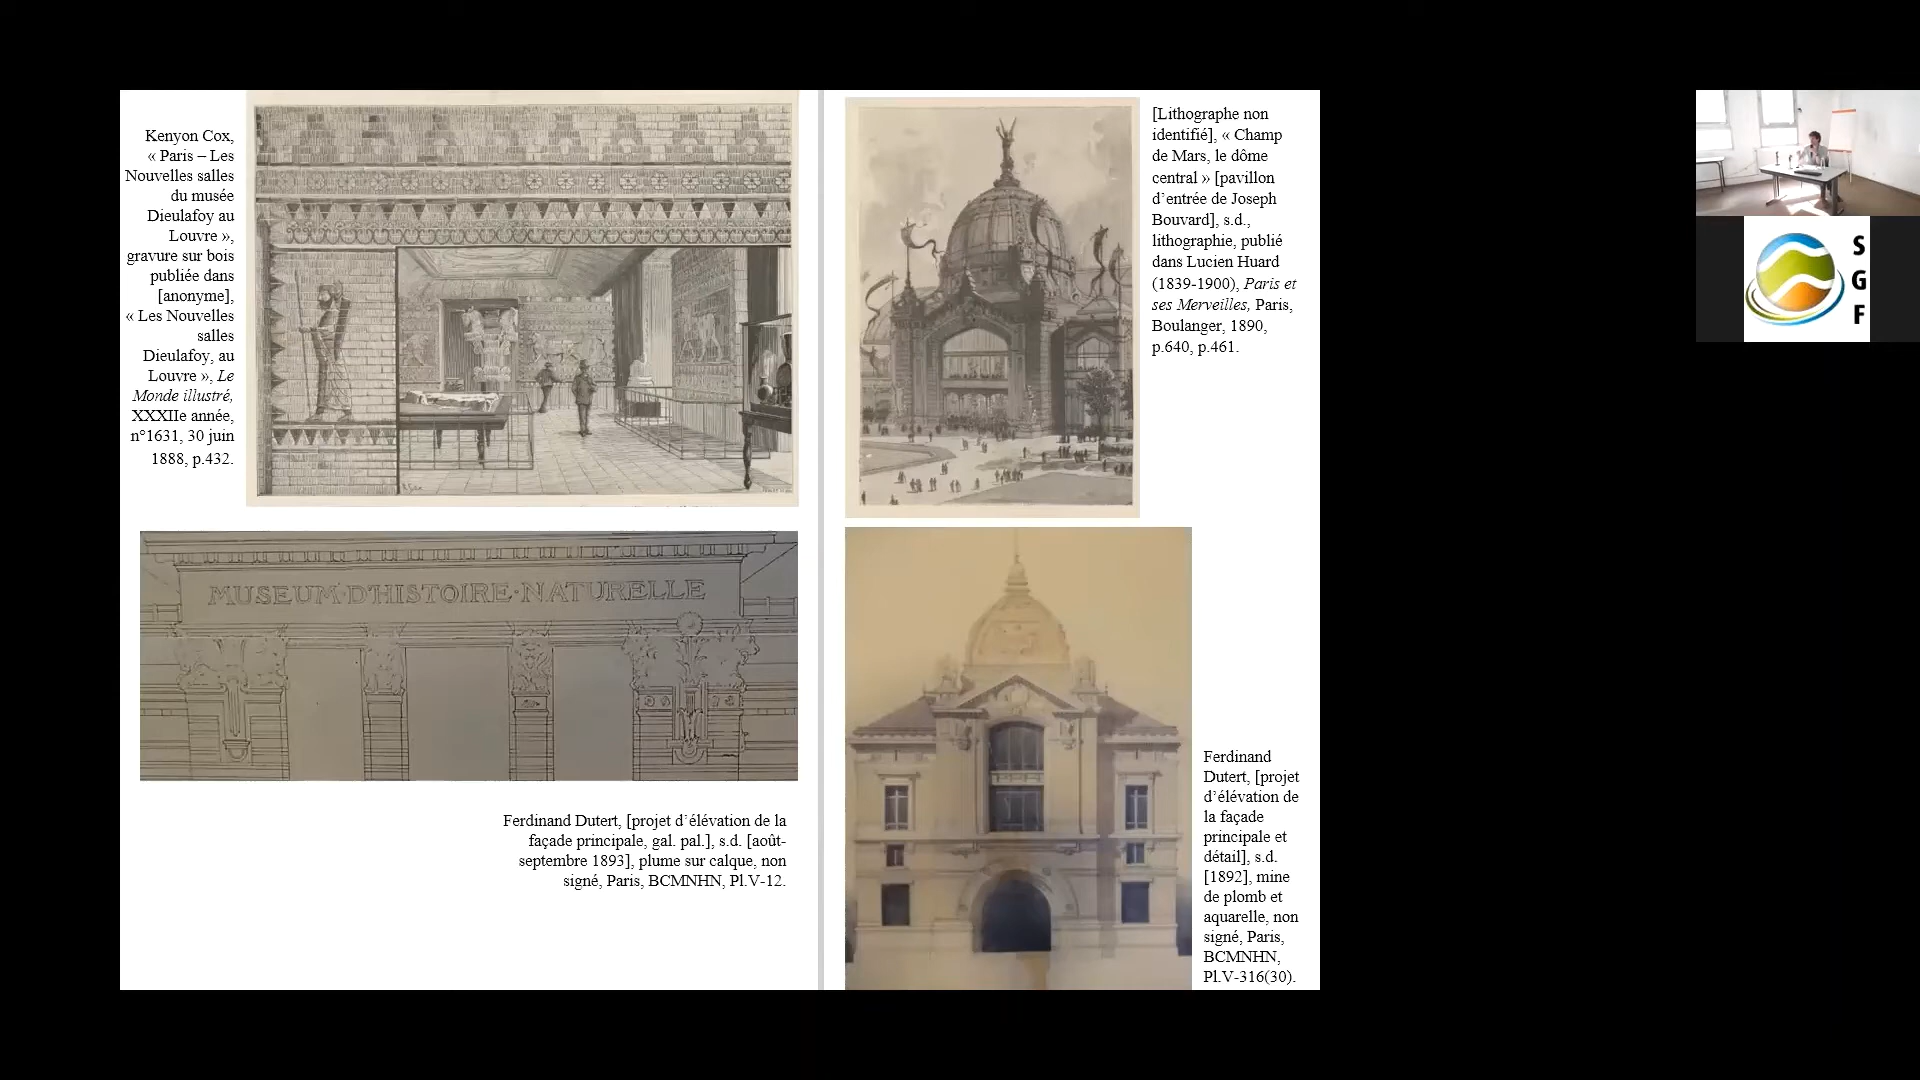 Kenyon Cox,
« Paris – Les
Nouvelles salles
du musée
Dieulafoy au
Louvre »,
gravure sur bois
publiée dans
[anonyme],
« Les Nouvelles
salles
Dieulafoy, au
Louvre », Le
Monde illustré,
XXXIIe année,
n°1631, 30 juin
1888, p.432.
[Lithographe non
identifié], « Champ
de Mars, le dôme
central » [pavillon
d’entrée de Joseph
Bouvard], s.d.,
lithographie, publié
dans Lucien Huard
(1839-1900), Paris et
ses Merveilles, Paris,
Boulanger, 1890,
p.640, p.461.
MUSEUM·D'HISTOIRE·NATURELLE
Ferdinand Dutert, [projet d’élévation de la
façade principale, gal. pal.], s.d. [août-
septembre 1893], plume sur calque, non
signé, Paris, BCMNHN, Pl.V-12.
Ferdinand
Dutert, [projet
d’élévation de
la façade
principale et
détail], s.d.
[1892], mine
de plomb et
aquarelle, non
signé, Paris,
BCMNHN,
Pl.V-316(30).
S
G
F